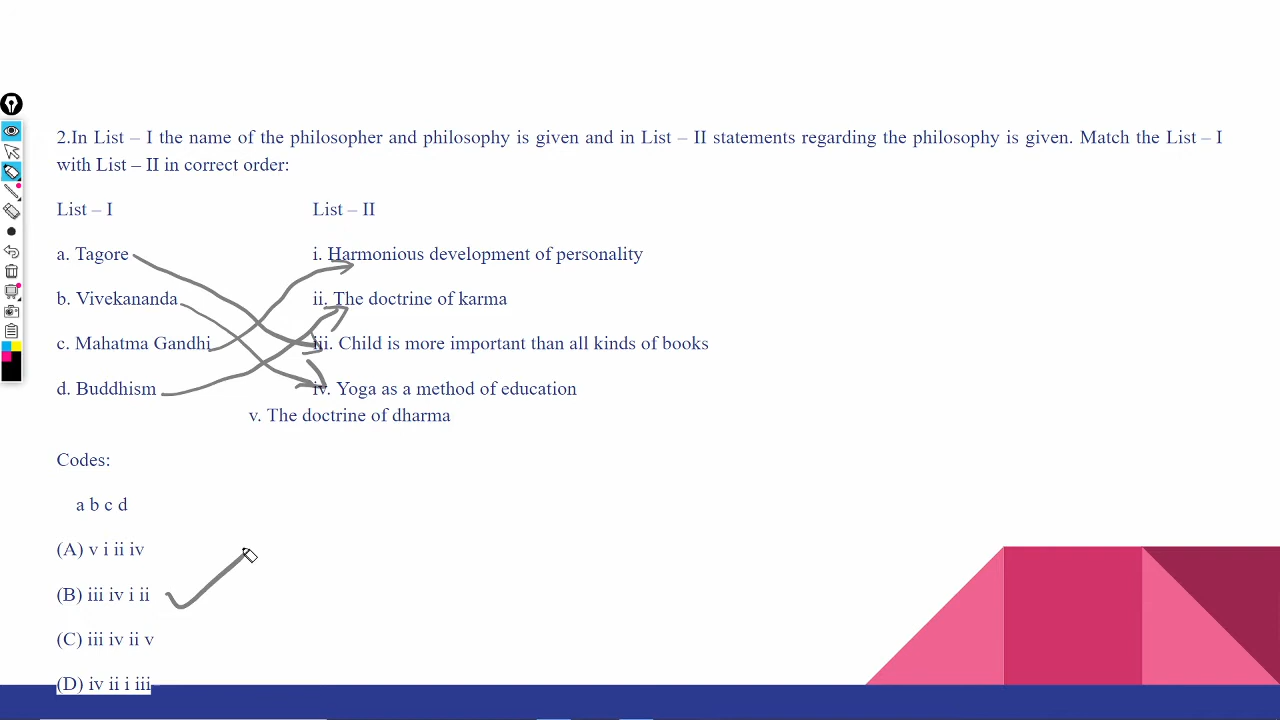 2.In List – I the name of the philosopher and philosophy is given and in List – II statements regarding the philosophy is given. Match the List – I
with List – II in correct order:
List – I List – II
a. Tagore i. Harmonious development of personality
b. Vivekananda ii. The doctrine of karma
c. Mahatma Gandhi iii. Child is more important than all kinds of books
d. Buddhism iv. Yoga as a method of education
v. The doctrine of dharma
Codes:
a b c d
(A) v i ii iv
(B) iii iv i ii
(C) iii iv ii v
(D) iv ii i iii